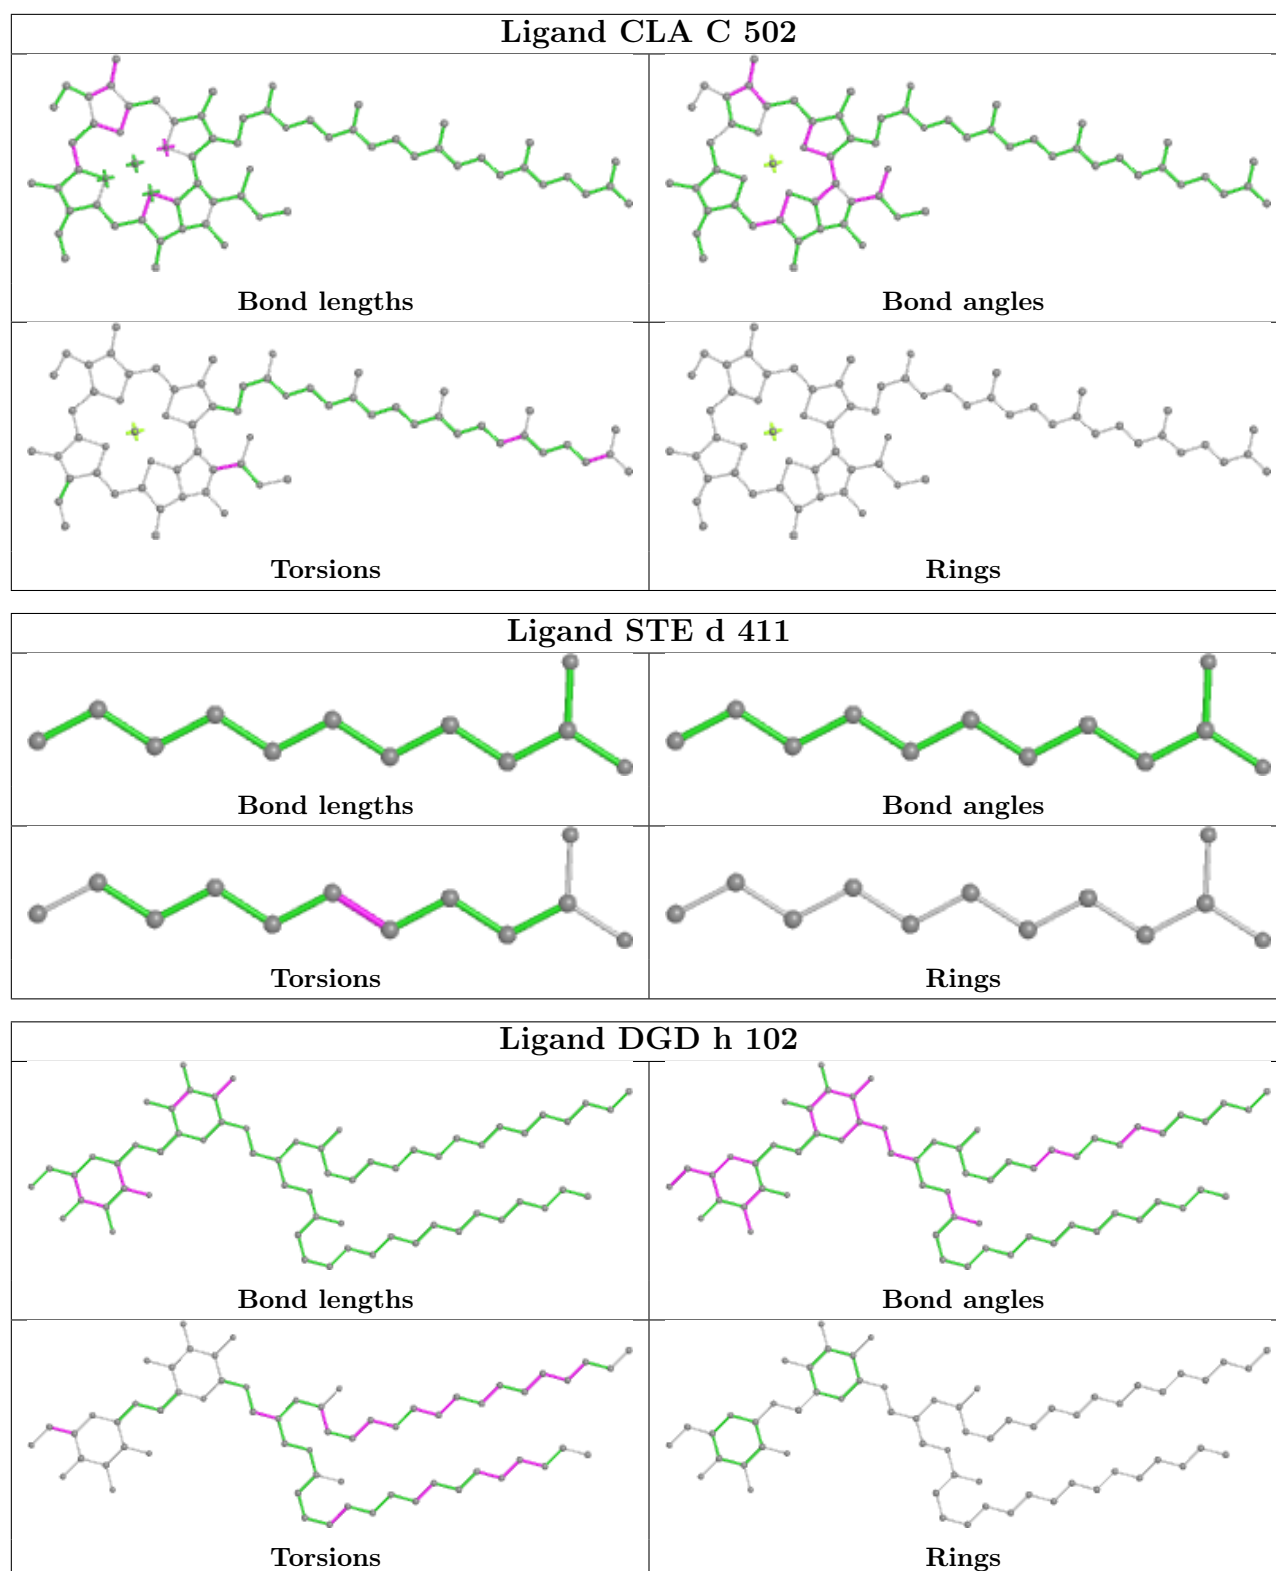 Ligand CLA C 502
Bond lengths
Bond angles
Torsions
Rings
Ligand STE d 411
Bond lengths
Bond angles
Torsions
Rings
Ligand DGD h 102
Bond lengths
Bond angles
Torsions
Rings